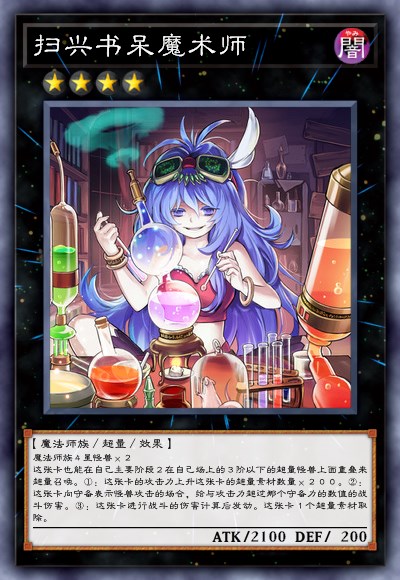 扫兴书呆魔术师
やみ
闇
【魔法师族／超量／效果】
魔法师族4星怪兽×2
这张卡也能在自己主要阶段2在自己场上的3阶以下的超量怪兽上面重叠来
超量召唤。①：这张卡的攻击力上升这张卡的超量素材数量×200。②：
这张卡向守备表示怪兽攻击的场合，给与攻击力超过那个守备力的数值的战
斗伤害。③：这张卡进行战斗的伤害计算后发动。这张卡1个超量素材取
除。
ATK/2100 DEF/ 200